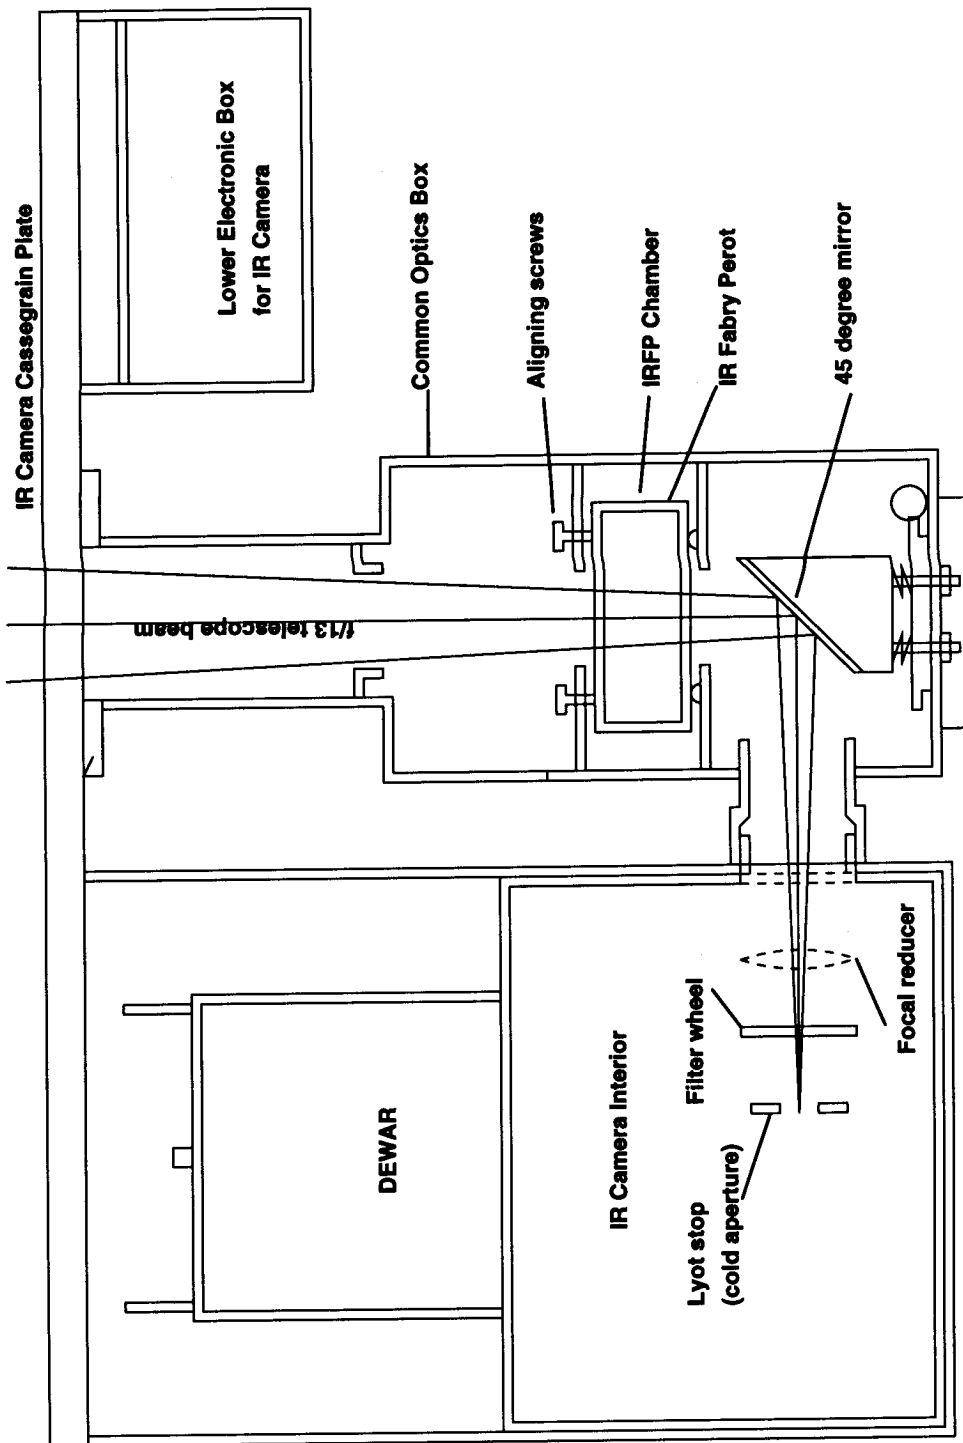 IR Camera Cassegrain Plate
Lower Electronic Box
for IR Camera
Common Optics Box
Aligning screws
IRFP Chamber
IR Fabry Perot
45 degree mirror
f/13 telescope beam
DEWAR
IR Camera Interior
Filter wheel
Focal reducer
Lyot stop
(cold aperture)